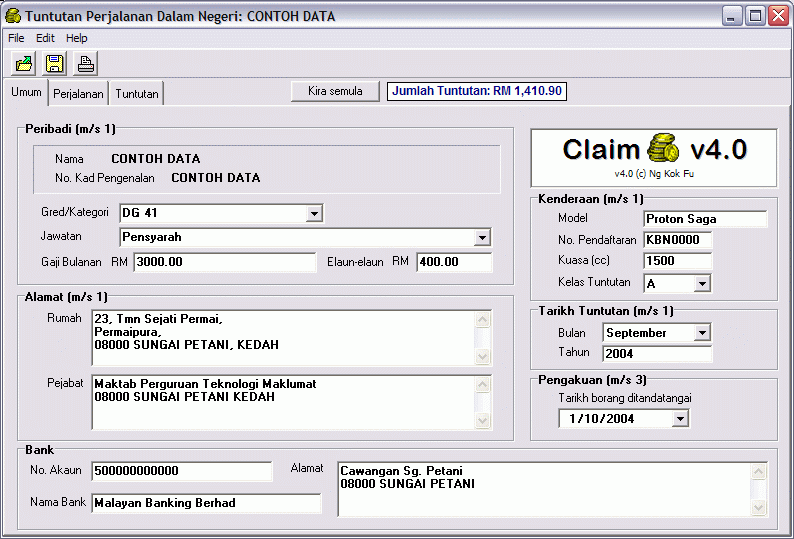 Tuntutan Perjalanan Dalam Negeri: CONTOH DATA
File Edit Help
Umum Perjalanan Tuntutan Kira semula Jumlah Tuntutan: RM 1,410.90
Peribadi (m/s 1)
Nama CONTOH DATA
No. Kad Pengenalan CONTOH DATA
Gred/Kategori DG 41
Jawatan Pensyarah
Gaji Bulanan RM 3000.00 Elaun-elaun RM 400.00
Claim v4.0
v4.0 (c) Ng Kok Fu
Kenderaan (m/s 1)
Model Proton Saga
No. Pendaftaran KBN0000
Kuasa (cc) 1500
Kelas Tuntutan A
Alamat (m/s 1)
Rumah 23, Tmn Sejati Permai,
Permaipura,
08000 SUNGAI PETANI, KEDAH
Pejabat Maktab Perguruan Teknologi Maklumat
08000 SUNGAI PETANI KEDAH
Tarikh Tuntutan (m/s 1)
Bulan September
Tahun 2004
Pengakuan (m/s 3)
Tarikh borang ditandatangai
1/10/2004
Bank
No. Akaun 500000000000
Nama Bank Malayan Banking Berhad
Alamat Cawangan Sg. Petani
08000 SUNGAI PETANI